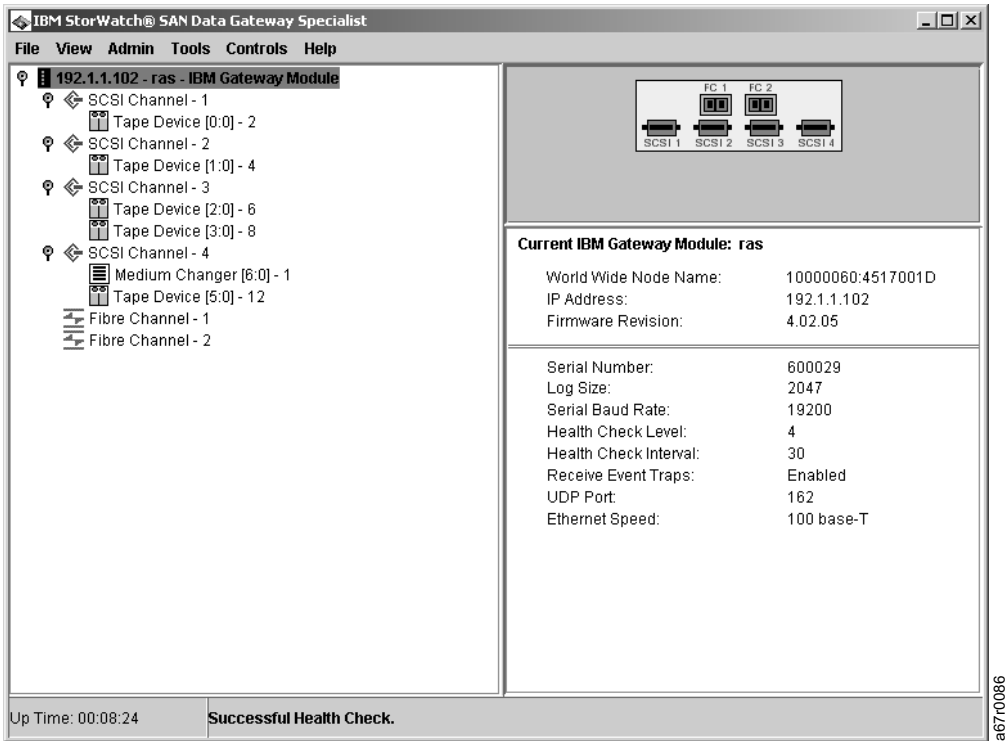 IBM StorWatch® SAN Data Gateway Specialist
File View Admin Tools Controls Help
192.1.1.102 - ras - IBM Gateway Module
SCSI Channel - 1
Tape Device [0:0] - 2
SCSI Channel - 2
Tape Device [1:0] - 4
SCSI Channel - 3
Tape Device [2:0] - 6
Tape Device [3:0] - 8
SCSI Channel - 4
Medium Changer [6:0] - 1
Tape Device [5:0] - 12
Fibre Channel - 1
Fibre Channel - 2
FC 1 FC 2
SCSI 1 SCSI 2 SCSI 3 SCSI 4
Current IBM Gateway Module: ras
World Wide Node Name: 10000060:4517001D
IP Address: 192.1.1.102
Firmware Revision: 4.02.05
Serial Number: 600029
Log Size: 2047
Serial Baud Rate: 19200
Health Check Level: 4
Health Check Interval: 30
Receive Event Traps: Enabled
UDP Port: 162
Ethernet Speed: 100 base-T
Up Time: 00:08:24 Successful Health Check.
a67r0086